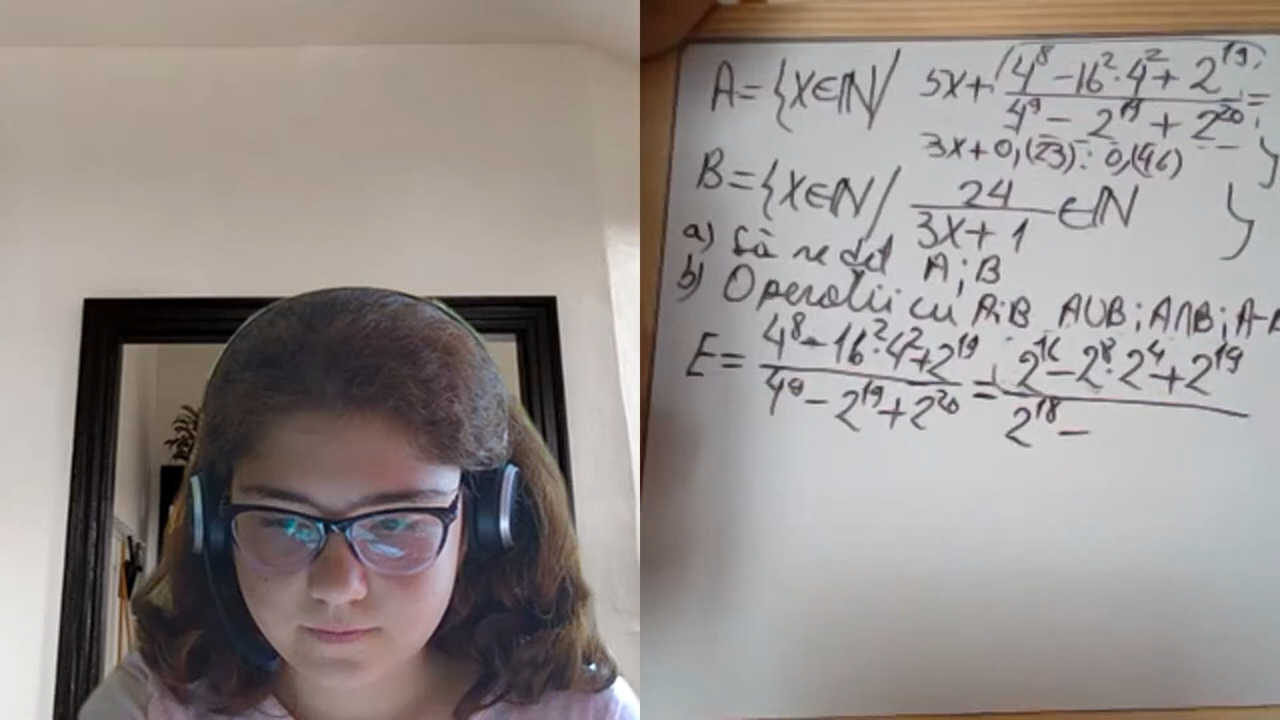 A = {x∈ℕ / 5x + (4⁸ - 16² · 4² + 2¹⁹) / (4⁹ - 2¹⁹ + 2²⁰) =
3x + 0,(23) : 0,(46) }
B = {x∈ℕ / 24 / (3x + 1) ∈ℕ }
a) Să se det A; B
b) Operatii cu A; B A∪B; A∩B; A-B
E = (4⁸ - 16² · 4² + 2¹⁹) / (4⁹ - 2¹⁹ + 2²⁰) = (2¹⁶ - 2⁸ · 2⁴ + 2¹⁹) / (2¹⁸ -